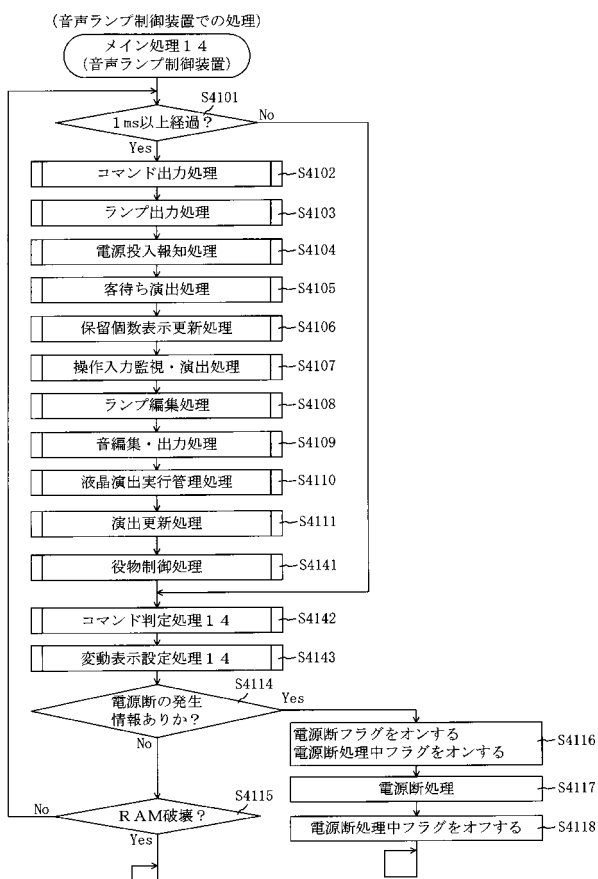 (音声ランプ制御装置での処理)
メイン処理14
(音声ランプ制御装置)
S4101
1ms以上経過?
No
Yes
コマンド出力処理
S4102
ランプ出力処理
S4103
電源投入報知処理
S4104
客待ち演出処理
S4105
保留個数表示更新処理
S4106
操作入力監視・演出処理
S4107
ランプ編集処理
S4108
音編集・出力処理
S4109
液晶演出実行管理処理
S4110
演出更新処理
S4111
役物制御処理
S4141
コマンド判定処理14
S4142
変動表示設定処理14
S4143
電源断の発生
情報ありか?
S4114
Yes
No
電源断フラグをオンする
電源断処理中フラグをオンする
S4116
電源断処理
S4117
電源断処理中フラグをオフする
S4118
RAM破壊?
S4115
No
Yes